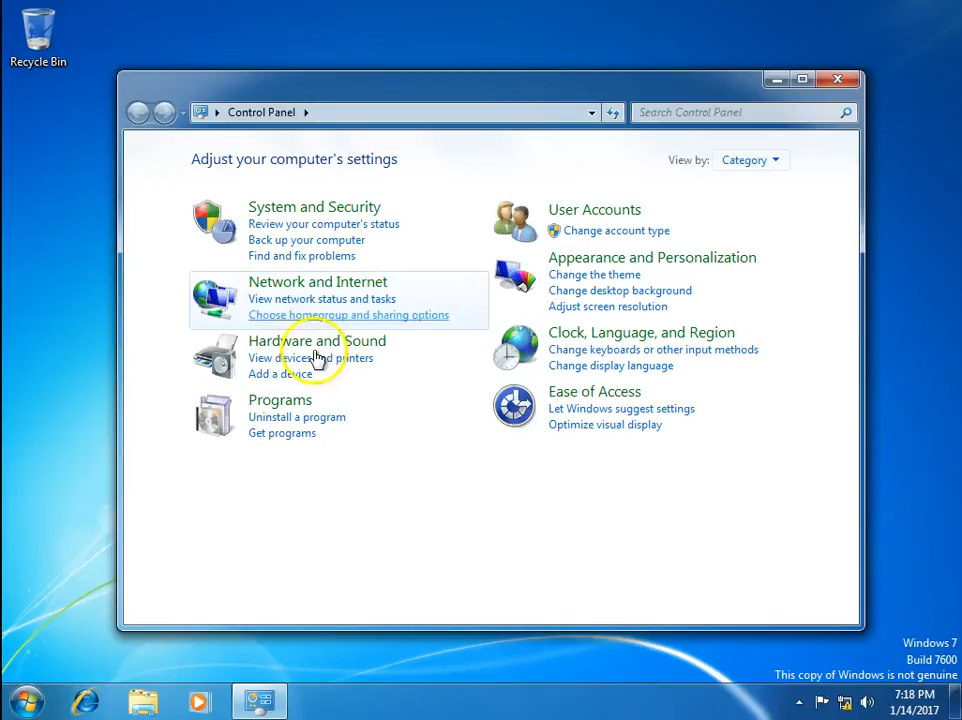 Recycle Bin
Control Panel
Search Control Panel
Adjust your computer's settings
View by: Category
System and Security
Review your computer's status
Back up your computer
Find and fix problems
Network and Internet
View network status and tasks
Choose homegroup and sharing options
Hardware and Sound
View devices and printers
Add a device
Programs
Uninstall a program
Get programs
User Accounts
Change account type
Appearance and Personalization
Change the theme
Change desktop background
Adjust screen resolution
Clock, Language, and Region
Change keyboards or other input methods
Change display language
Ease of Access
Let Windows suggest settings
Optimize visual display
Windows 7
Build 7600
This copy of Windows is not genuine
7:18 PM
1/14/2017